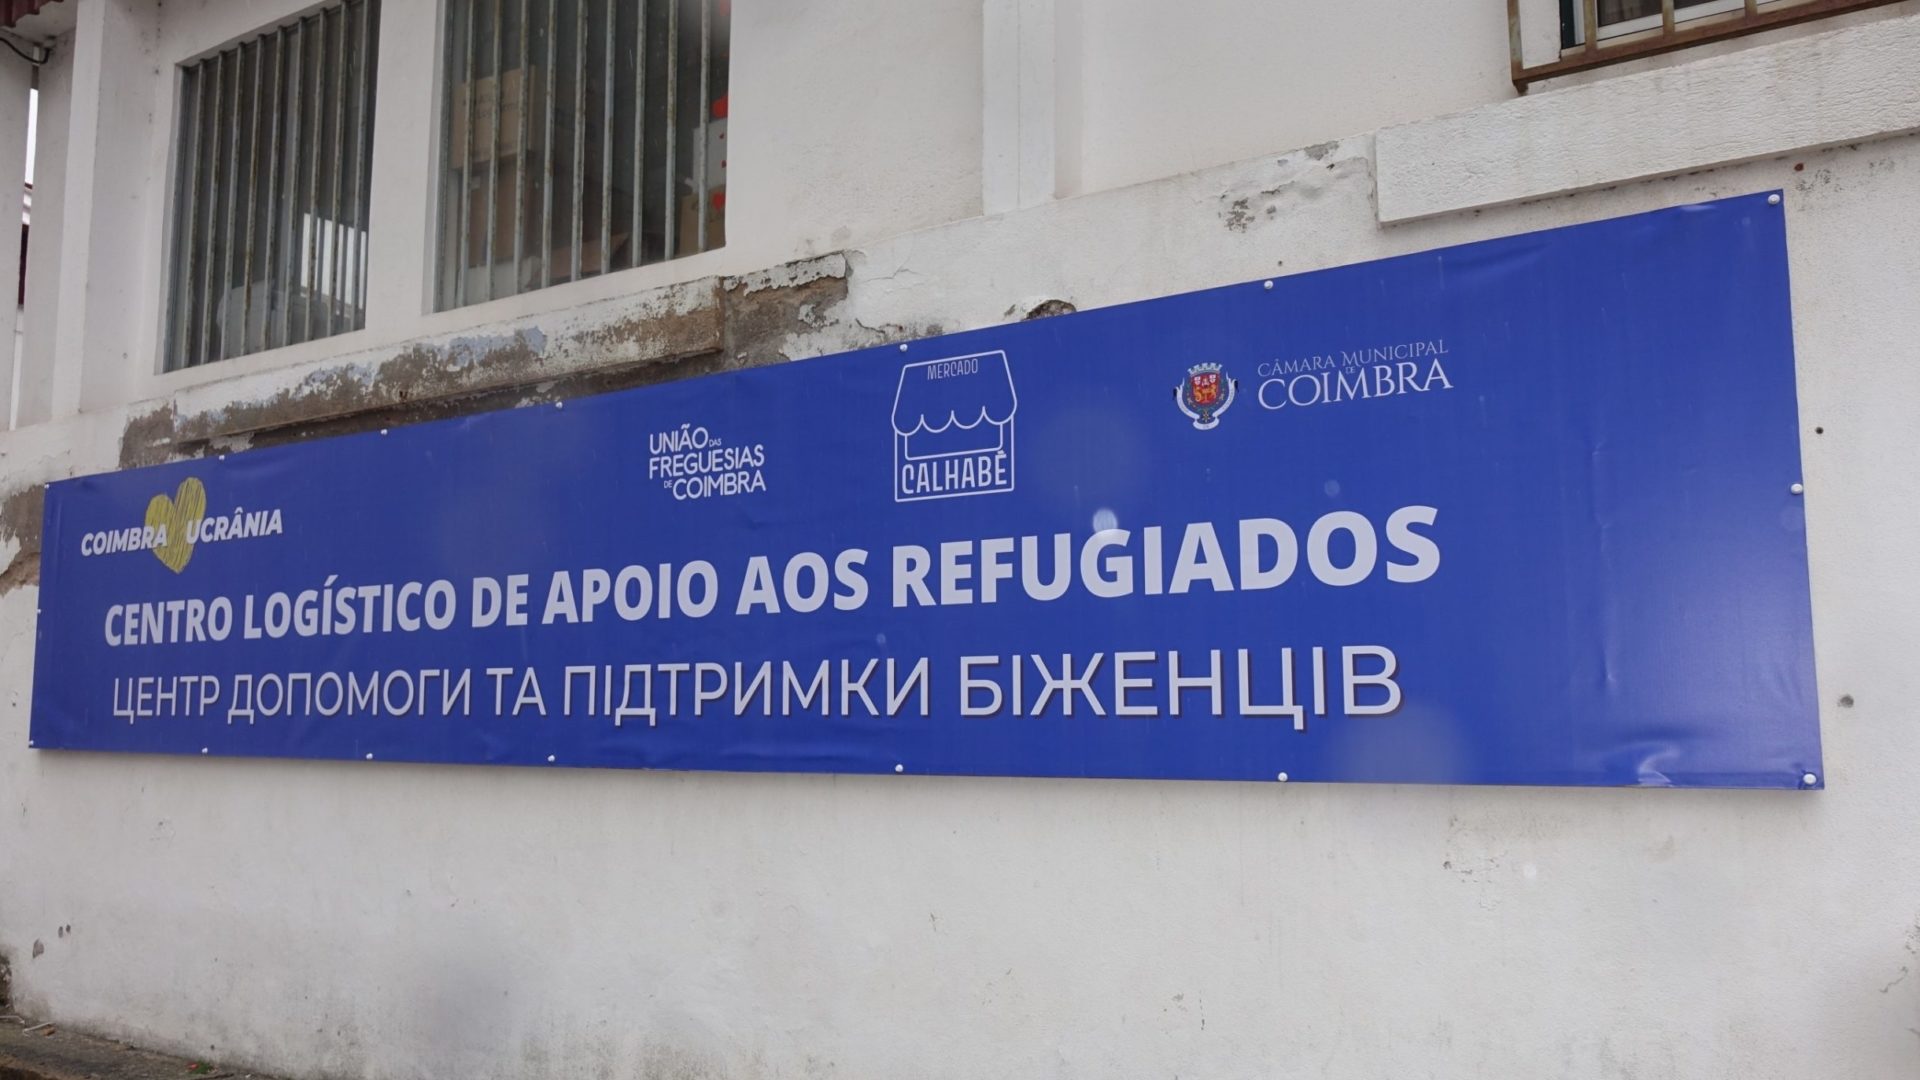 MERCADO
CALHABÉ
CÂMARA MUNICIPAL
DE
COIMBRA
UNIÃO DAS
FREGUESIAS
DE COIMBRA
COIMBRA UCRÂNIA
CENTRO LOGÍSTICO DE APOIO AOS REFUGIADOS
ЦЕНТР ДОПОМОГИ ТА ПІДТРИМКИ БІЖЕНЦІВ